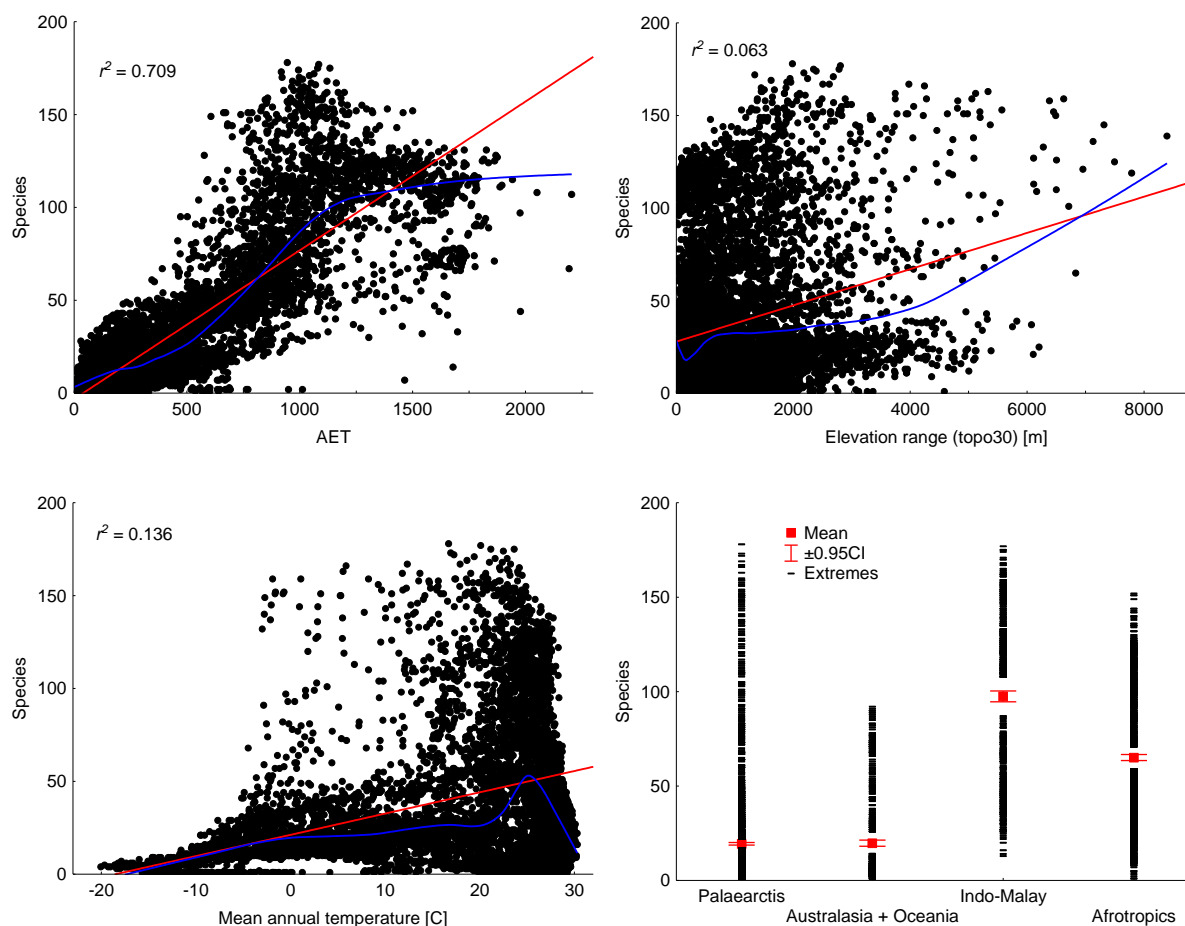 200
150
100
50
0
Species
r² = 0.709
0 500 1000 1500 2000
AET
200
150
100
50
0
Species
r² = 0.063
0 2000 4000 6000 8000
Elevation range (topo30) [m]
200
150
100
50
0
Species
r² = 0.136
-20 -10 0 10 20 30
Mean annual temperature [C]
200
150
100
50
0
Species
Mean
±0.95CI
Extremes
Palaearctis Indo-Malay
Australasia + Oceania Afrotropics